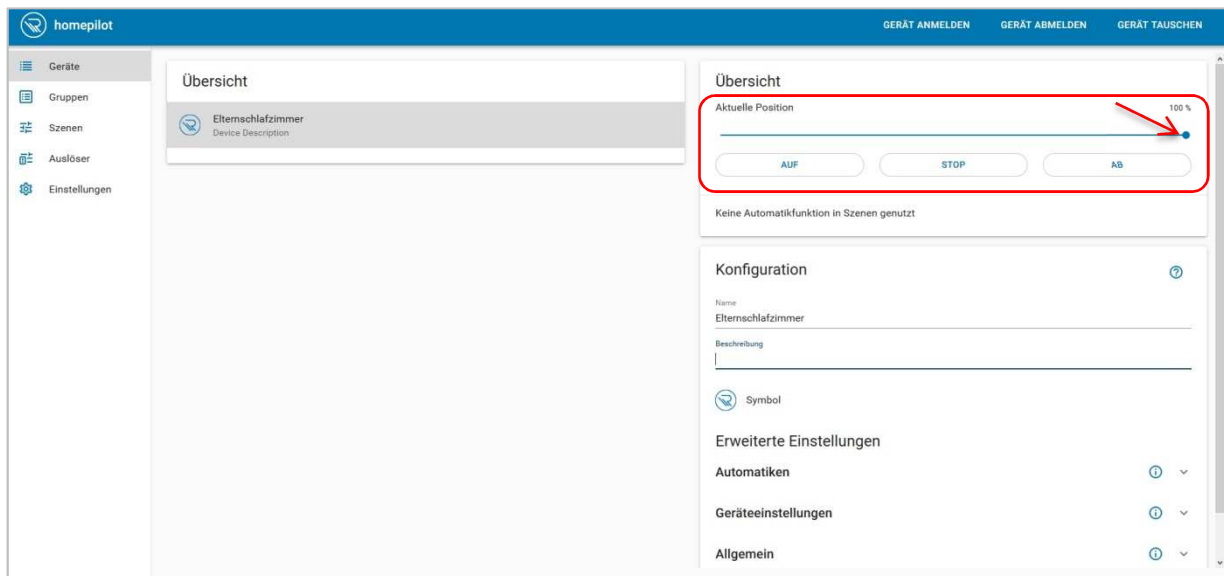 homepilot
GERÄT ANMELDEN
GERÄT ABMELDEN
GERÄT TAUSCHEN
Geräte
Gruppen
Szenen
Auslöser
Einstellungen
Übersicht
Elternschlafzimmer
Device Description
Übersicht
Aktuelle Position
100 %
AUF
STOP
AB
Keine Automatikfunktion in Szenen genutzt
Konfiguration
Name
Elternschlafzimmer
Beschreibung
Symbol
Erweiterte Einstellungen
Automatiken
Geräteeinstellungen
Allgemein